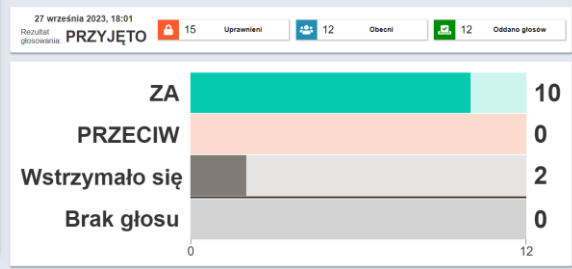 27 września 2023, 18:01
Rezultat głosowania: PRZYJĘTO
15 Uprawnieni
12 Obecni
12 Oddano głosów
ZA 10
PRZECIW 0
Wstrzymało się 2
Brak głosu 0
0 12